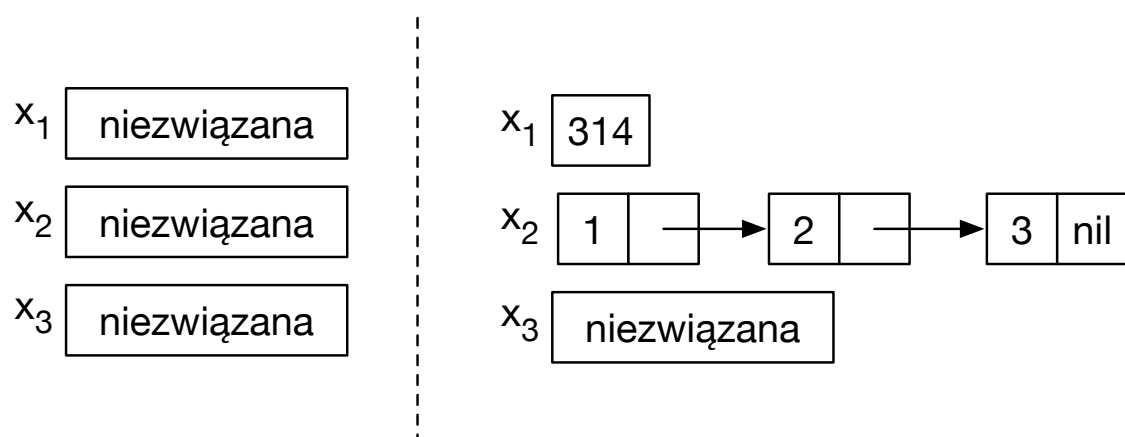 x₁ niezwiązana
x₂ niezwiązana
x₃ niezwiązana
x₁ 314
x₂ 1 2 3 nil
x₃ niezwiązana